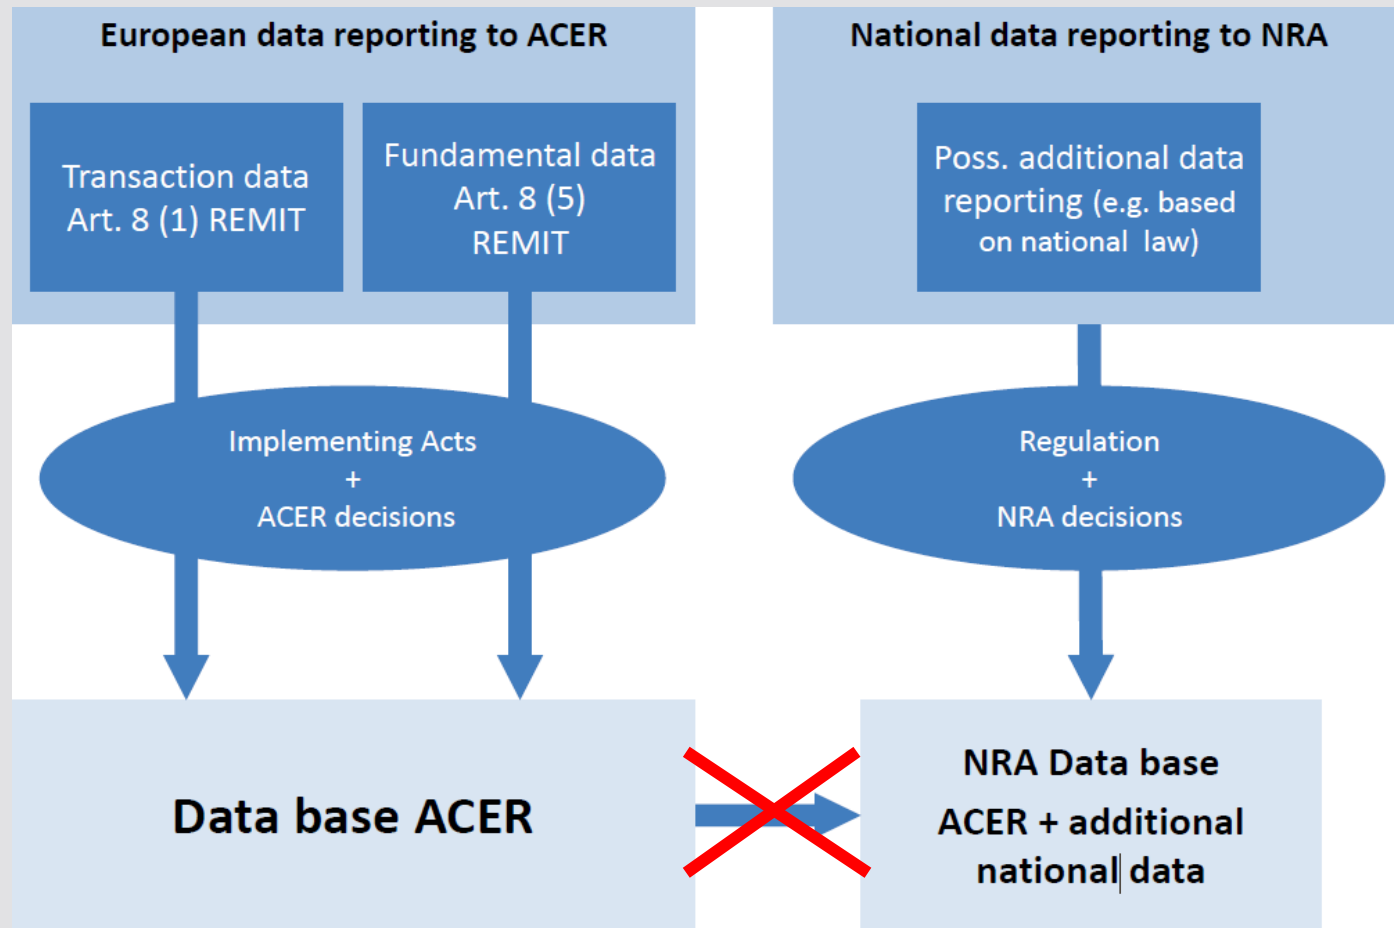 European data reporting to ACER
National data reporting to NRA
Transaction data
Art. 8 (1) REMIT
Fundamental data
Art. 8 (5)
REMIT
Poss. additional data
reporting (e.g. based
on national law)
Implementing Acts
+
ACER decisions
Regulation
+
NRA decisions
Data base ACER
NRA Data base
ACER + additional
national data